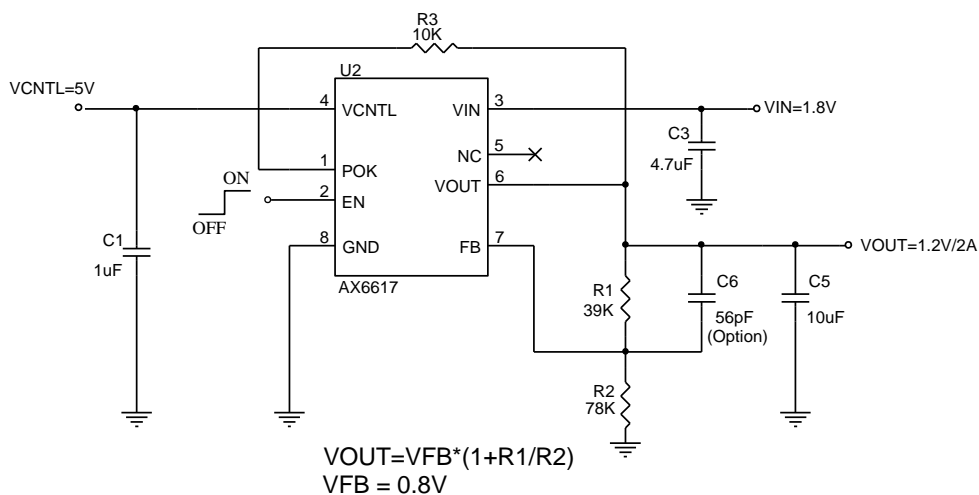 R3
10K
U2
VCNTL=5V
4
VCNTL
VIN
3
VIN=1.8V
C3
4.7uF
NC
5
1
POK
VOUT
6
ON
OFF
2
EN
C1
1uF
8
GND
FB
7
VOUT=1.2V/2A
AX6617
R1
39K
C6
56pF
(Option)
C5
10uF
R2
78K
VOUT=VFB*(1+R1/R2)
VFB = 0.8V